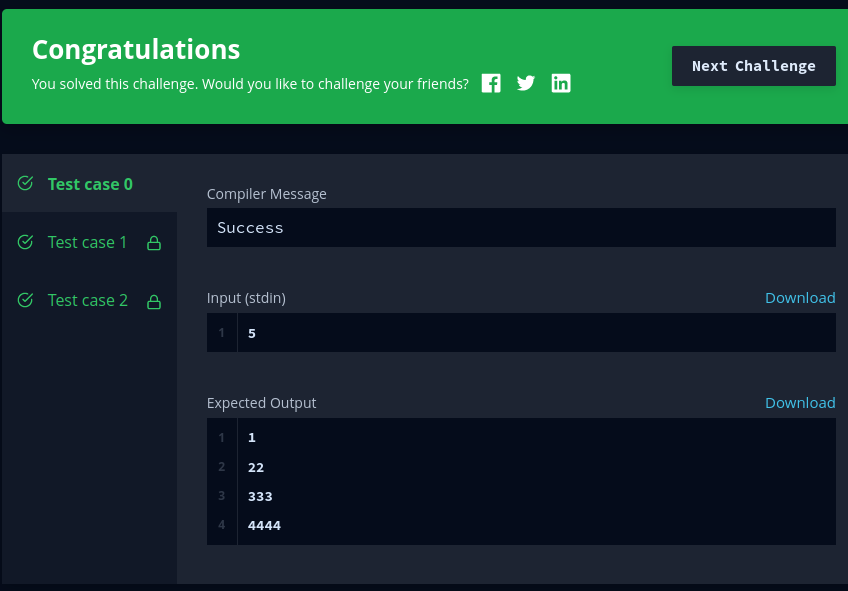 Congratulations
You solved this challenge. Would you like to challenge your friends?
Next Challenge
Test case 0
Test case 1
Test case 2
Compiler Message
Success
Input (stdin)
Download
1 5
Expected Output
Download
1 1
2 22
3 333
4 4444